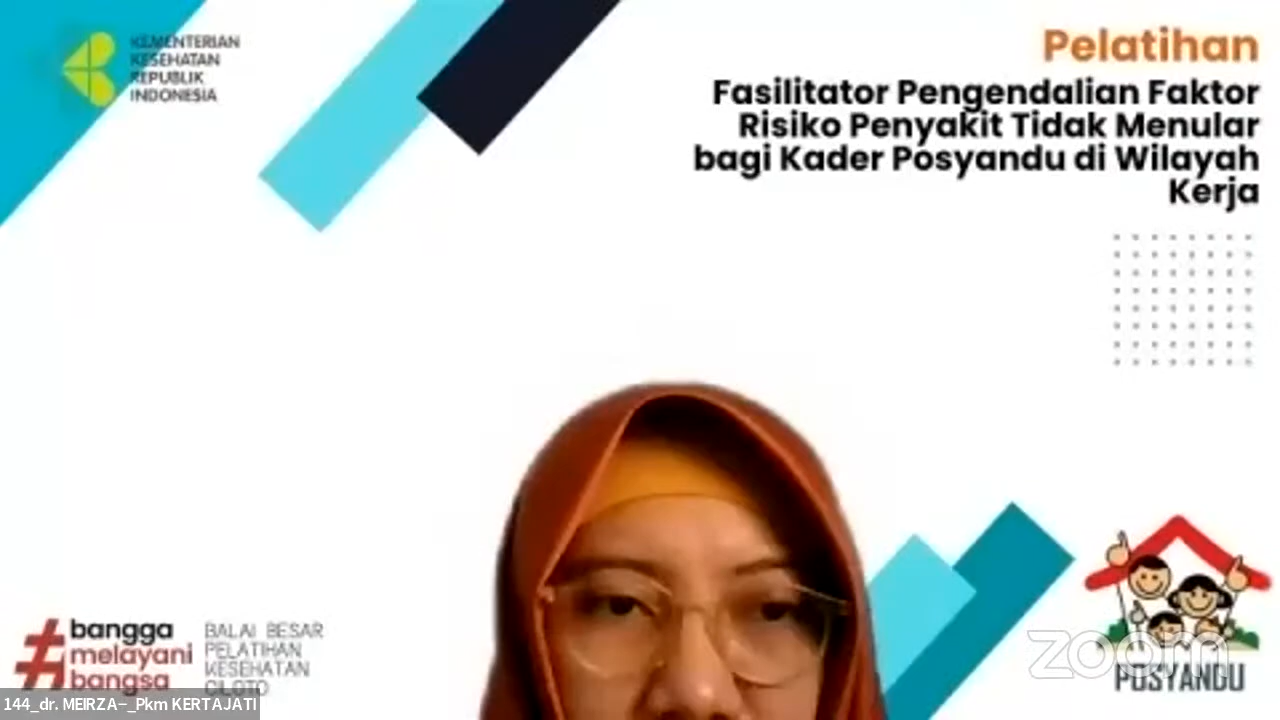 KEMENTERIAN
KESEHATAN
REPUBLIK
INDONESIA
Pelatihan
Fasilitator Pengendalian Faktor
Risiko Penyakit Tidak Menular
bagi Kader Posyandu di Wilayah
Kerja
# bangga
melayani
bangsa
BALAI BESAR
PELATIHAN
KESEHATAN
CILOTO
zoom
POSYANDU
144_dr. MEIRZA-_Pkm KERTAJATI